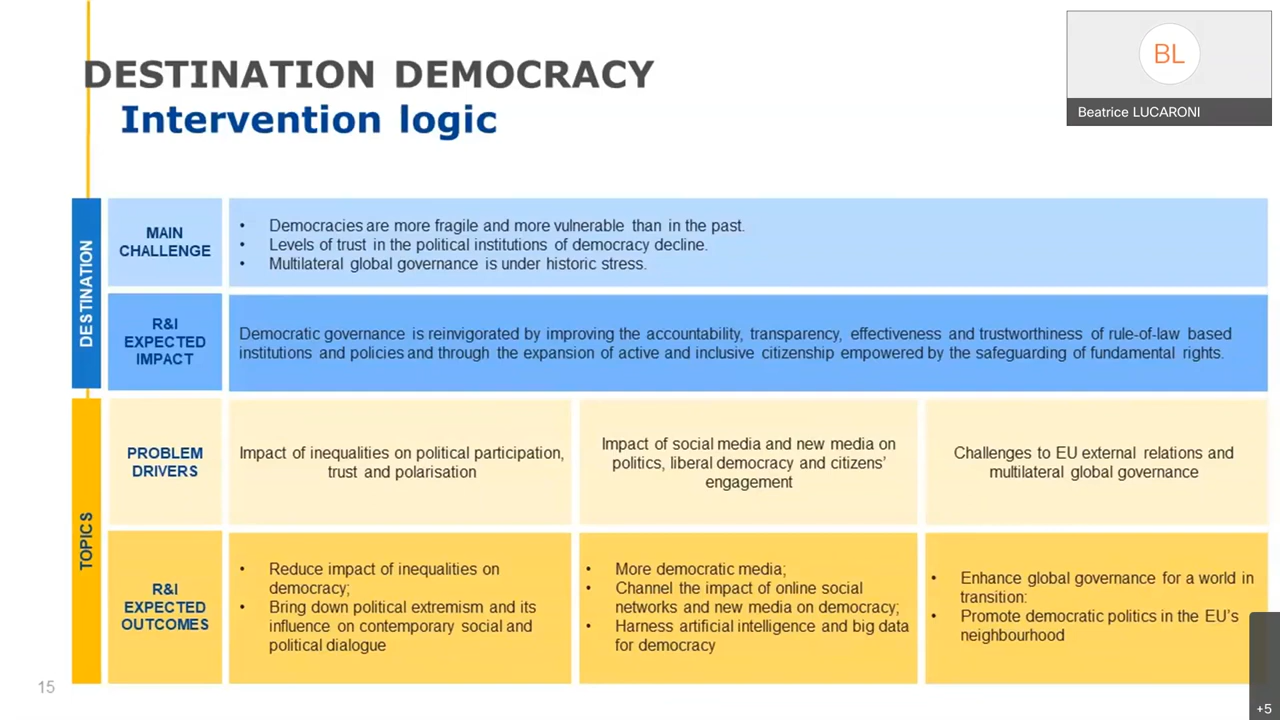 DESTINATION DEMOCRACY
Intervention logic
BL
Beatrice LUCARONI
DESTINATION
MAIN
CHALLENGE
• Democracies are more fragile and more vulnerable than in the past.
• Levels of trust in the political institutions of democracy decline.
• Multilateral global governance is under historic stress.
R&I
EXPECTED
IMPACT
Democratic governance is reinvigorated by improving the accountability, transparency, effectiveness and trustworthiness of rule-of-law based
institutions and policies and through the expansion of active and inclusive citizenship empowered by the safeguarding of fundamental rights.
TOPICS
PROBLEM
DRIVERS
Impact of inequalities on political participation,
trust and polarisation
Impact of social media and new media on
politics, liberal democracy and citizens’
engagement
Challenges to EU external relations and
multilateral global governance
R&I
EXPECTED
OUTCOMES
• Reduce impact of inequalities on
democracy;
• Bring down political extremism and its
influence on contemporary social and
political dialogue
• More democratic media;
• Channel the impact of online social
networks and new media on democracy;
• Harness artificial intelligence and big data
for democracy
• Enhance global governance for a world in
transition:
• Promote democratic politics in the EU’s
neighbourhood
15
+5